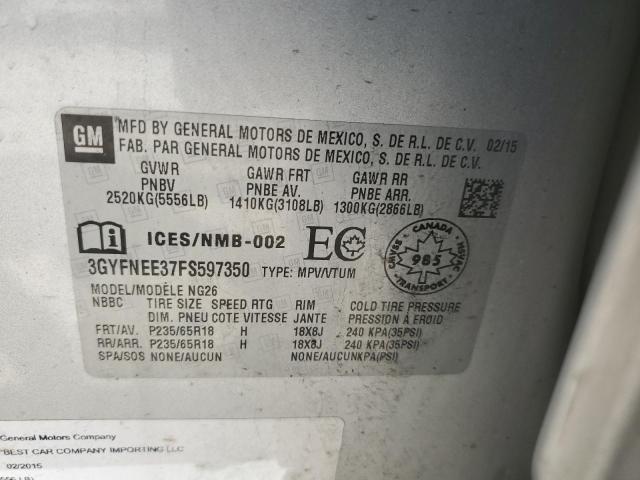 GM
MFD BY GENERAL MOTORS DE MEXICO, S. DE R.L. DE C.V. 02/15
FAB. PAR GENERAL MOTORS DE MEXICO, S. DE R.L. DE C.V.
GVWR GAWR FRT GAWR RR
PNBV PNBE AV. PNBE ARR.
2520KG(5556LB) 1410KG(3108LB) 1300KG(2866LB)
ICES/NMB-002 EC CANADA
CRVSS 985 NSVAC
TRANSPORT
3GYFNEE37FS597350 TYPE: MPV/VTUM
MODEL/MODÈLE NG26
NBBC TIRE SIZE SPEED RTG RIM COLD TIRE PRESSURE
DIM. PNEU COTE VITESSE JANTE PRESSION À FROID
FRT/AV. P235/65R18 H 18X8J 240 KPA(35PSI)
RR/ARR. P235/65R18 H 18X8J 240 KPA(35PSI)
SPA/SOS NONE/AUCUN NONE/AUCUNKPA(PSI)
General Motors Company
BEST CAR COMPANY IMPORTING LLC
02/2015